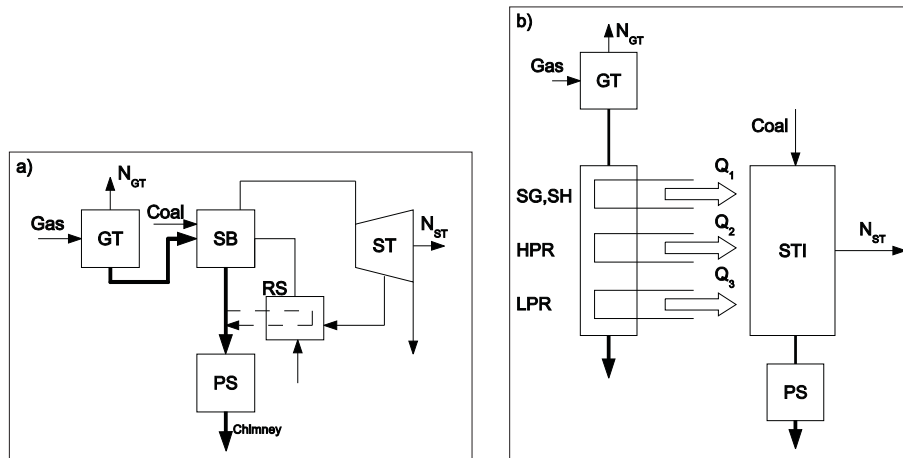 a)
N_GT
Gas
GT
Coal
SB
ST
N_ST
RS
PS
Chimney
b)
N_GT
Gas
GT
Coal
SG,SH
Q_1
HPR
Q_2
STI
N_ST
LPR
Q_3
PS